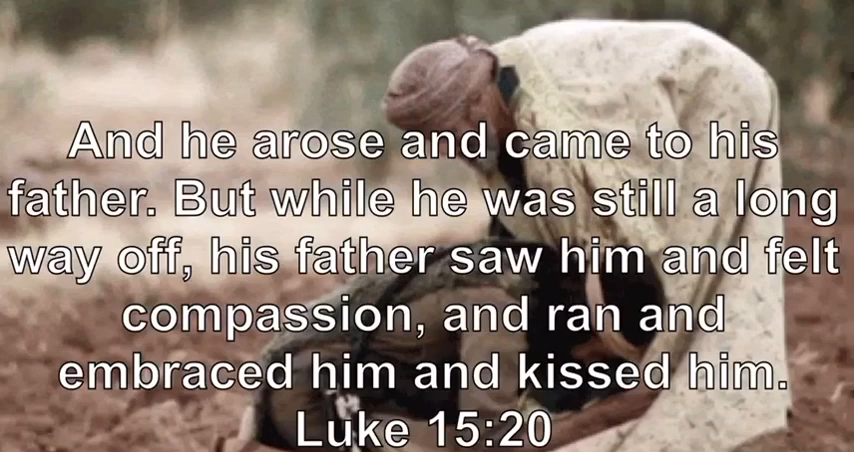 And he arose and came to his
father. But while he was still a long
way off, his father saw him and felt
compassion, and ran and
embraced him and kissed him.
Luke 15:20